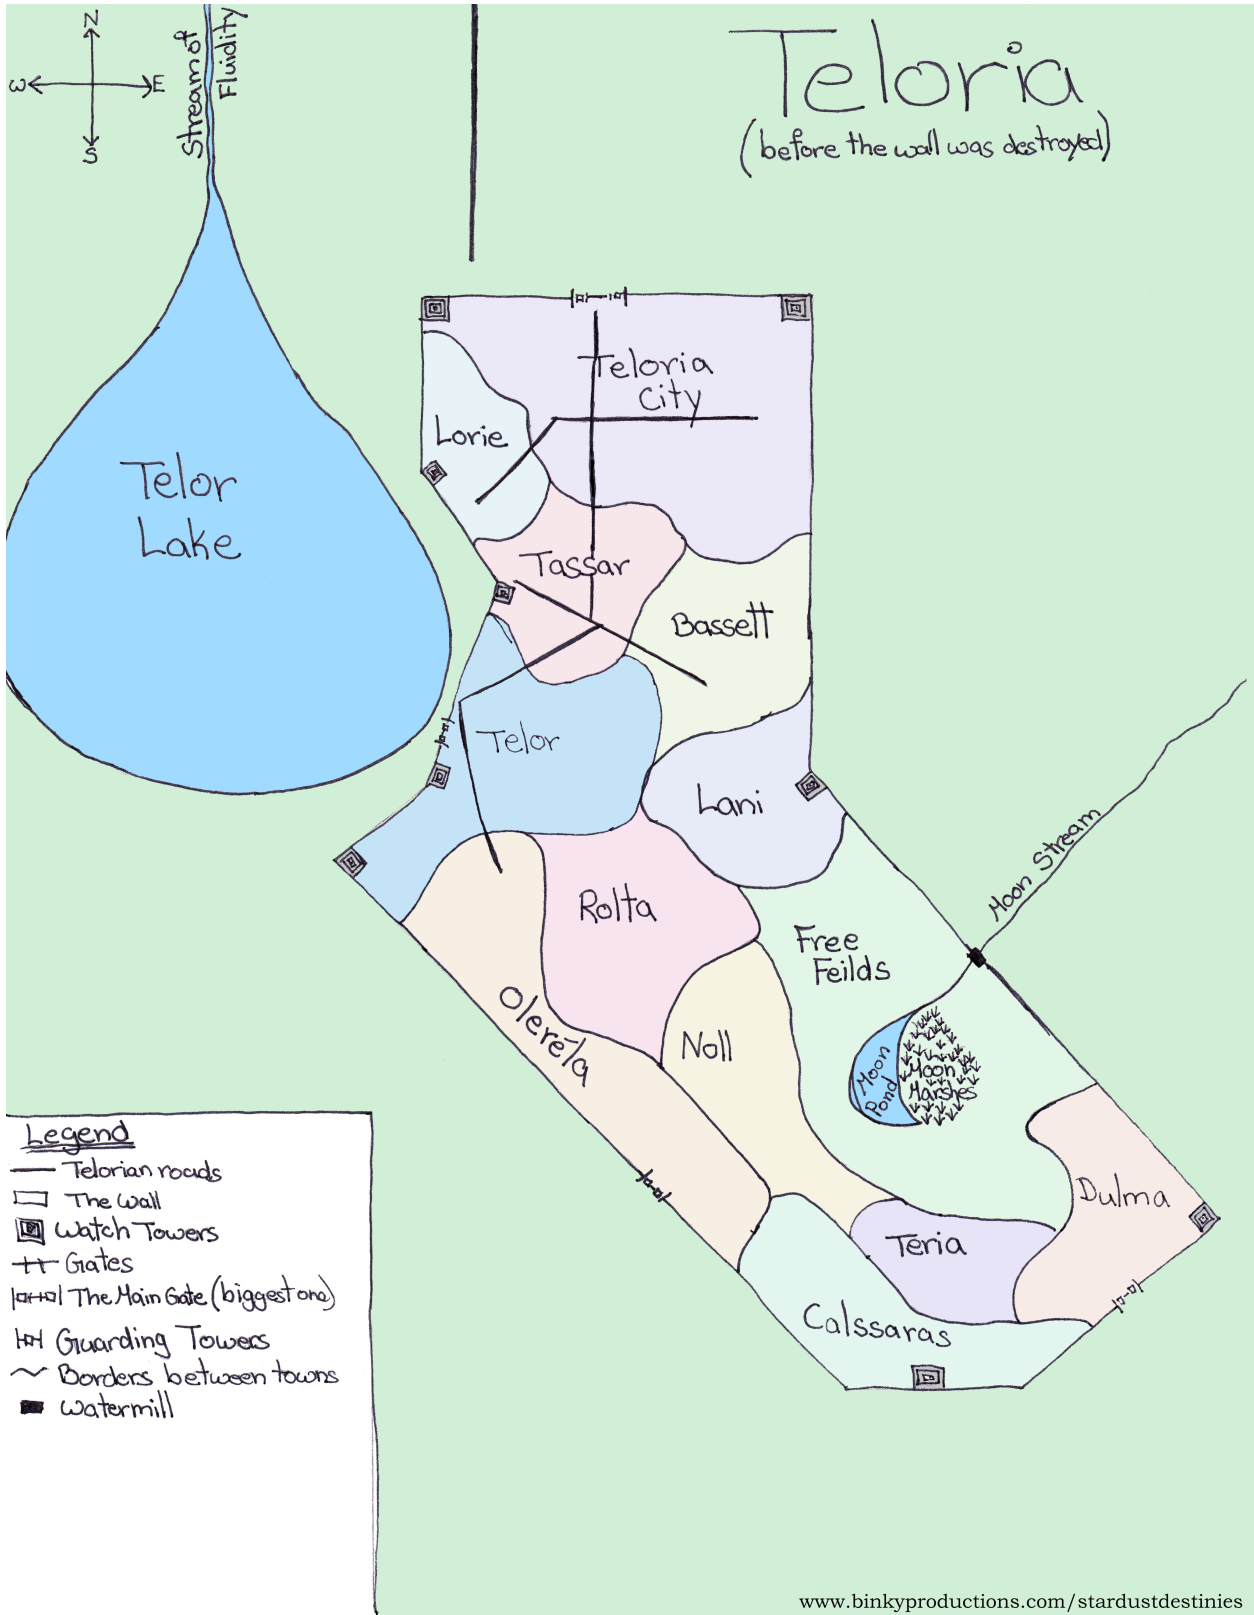 N
W
E
S
Stream of
Fluidity
Teloria
(before the wall was destroyed)
Teloria
City
Lorie
Telor
Lake
Tassar
Bassett
Telor
Lani
Moon Stream
Rolta
Free
Feilds
Oleréta
Noll
Moon
Pond
Moon
Marshes
Dulma
Teria
Calssaras
Legend
Telorian roads
The Wall
Watch Towers
Gates
The Main Gate (biggest one)
Guarding Towers
Borders between towns
Watermill
www.binkyproductions.com/stardustdestinies